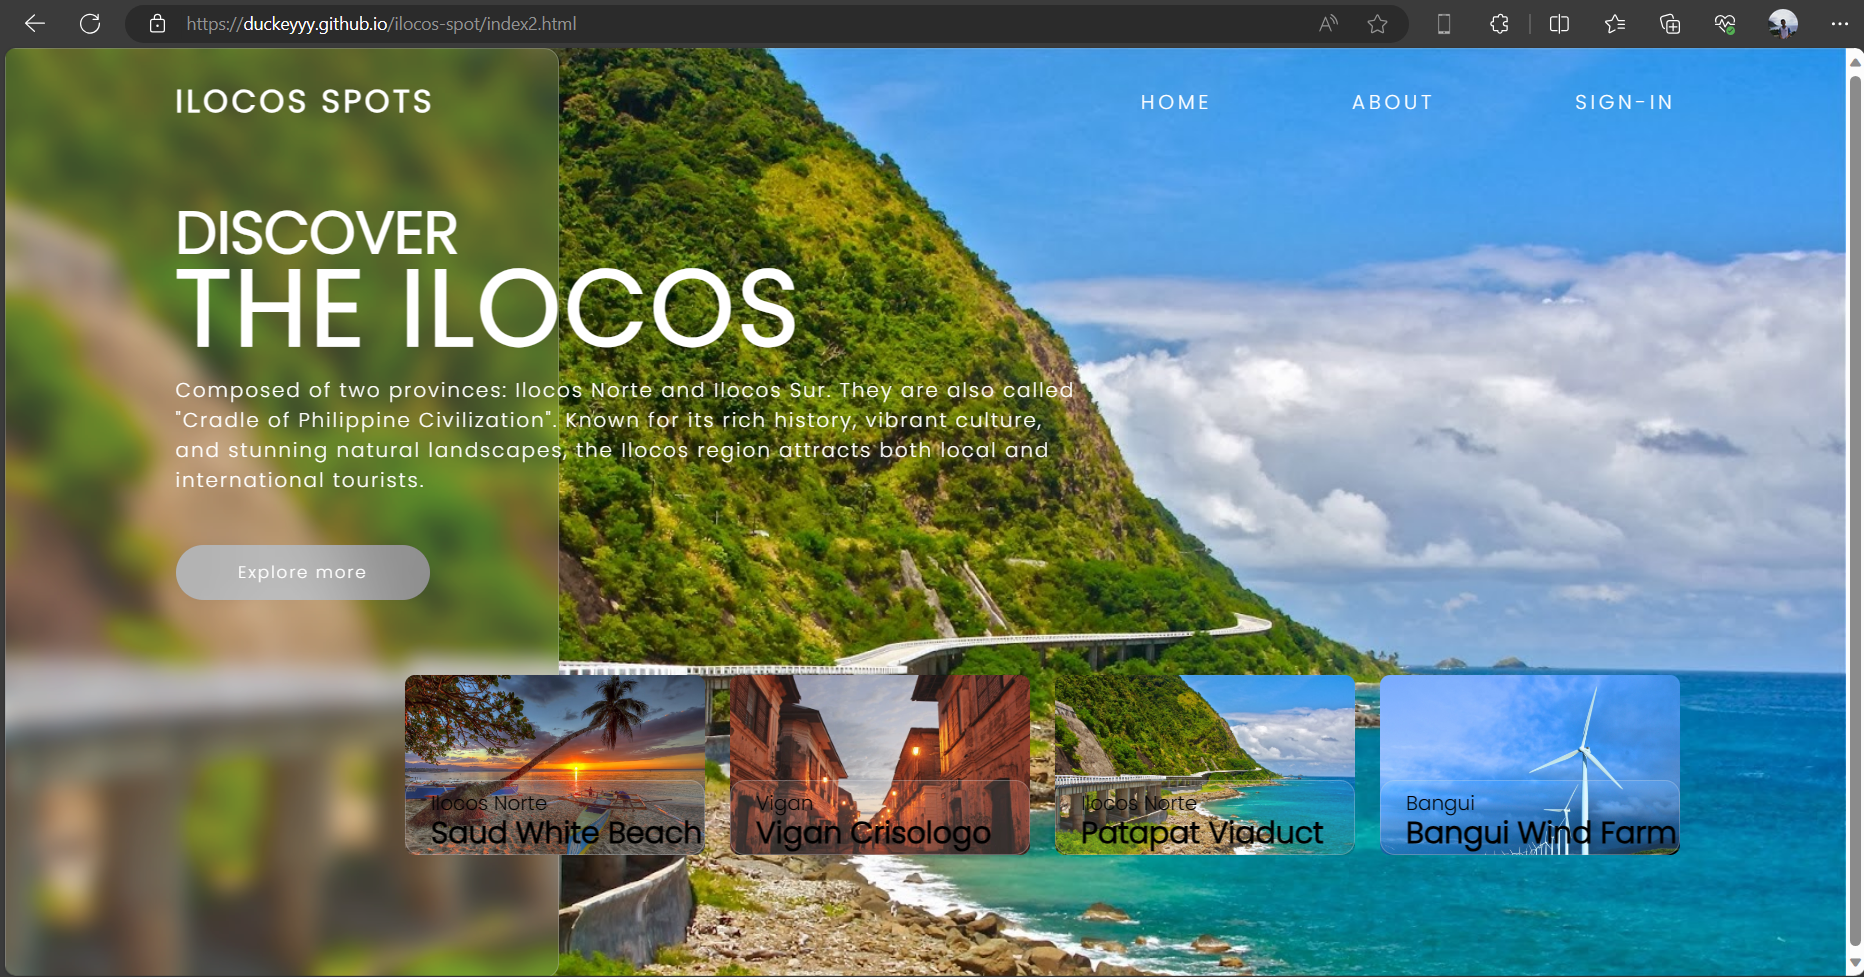 https://duckeyyy.github.io/ilocos-spot/index2.html
ILOCOS SPOTS
HOME
ABOUT
SIGN-IN
DISCOVER
THE ILOCOS
Composed of two provinces: Ilocos Norte and Ilocos Sur. They are also called
"Cradle of Philippine Civilization". Known for its rich history, vibrant culture,
and stunning natural landscapes, the Ilocos region attracts both local and
international tourists.
Explore more
Ilocos Norte
Saud White Beach
Vigan
Vigan Crisologo
Ilocos Norte
Patapat Viaduct
Bangui
Bangui Wind Farm